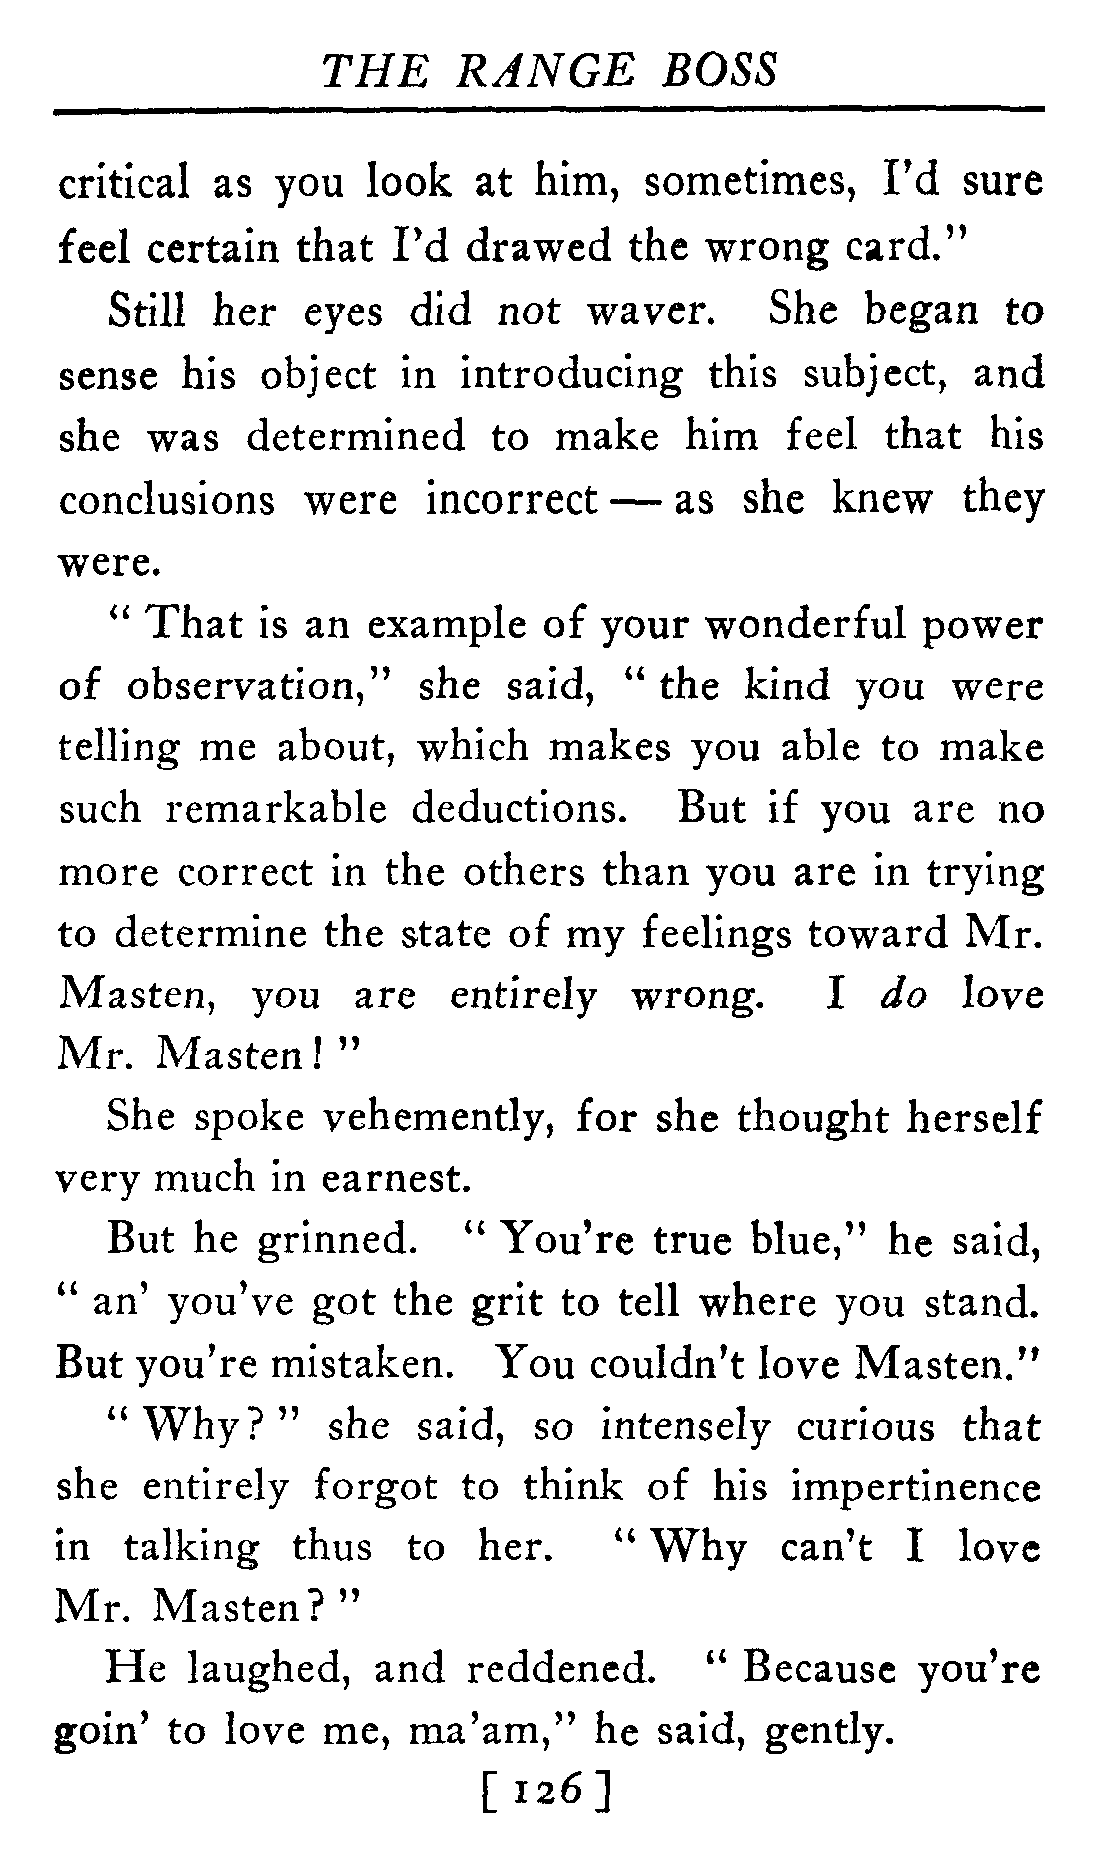 THE RANGE BOSS
critical as you look at him, sometimes, I'd sure
feel certain that I'd drawed the wrong card."
Still her eyes did not waver. She began to
sense his object in introducing this subject, and
she was determined to make him feel that his
conclusions were incorrect — as she knew they
were.
" That is an example of your wonderful power
of observation," she said, " the kind you were
telling me about, which makes you able to make
such remarkable deductions. But if you are no
more correct in the others than you are in trying
to determine the state of my feelings toward Mr.
Masten, you are entirely wrong. I do love
Mr. Masten! "
She spoke vehemently, for she thought herself
very much in earnest.
But he grinned. " You're true blue," he said,
" an' you've got the grit to tell where you stand.
But you're mistaken. You couldn't love Masten."
" Why? " she said, so intensely curious that
she entirely forgot to think of his impertinence
in talking thus to her. " Why can't I love
Mr. Masten? "
He laughed, and reddened. " Because you're
goin' to love me, ma'am," he said, gently.
[ 126 ]